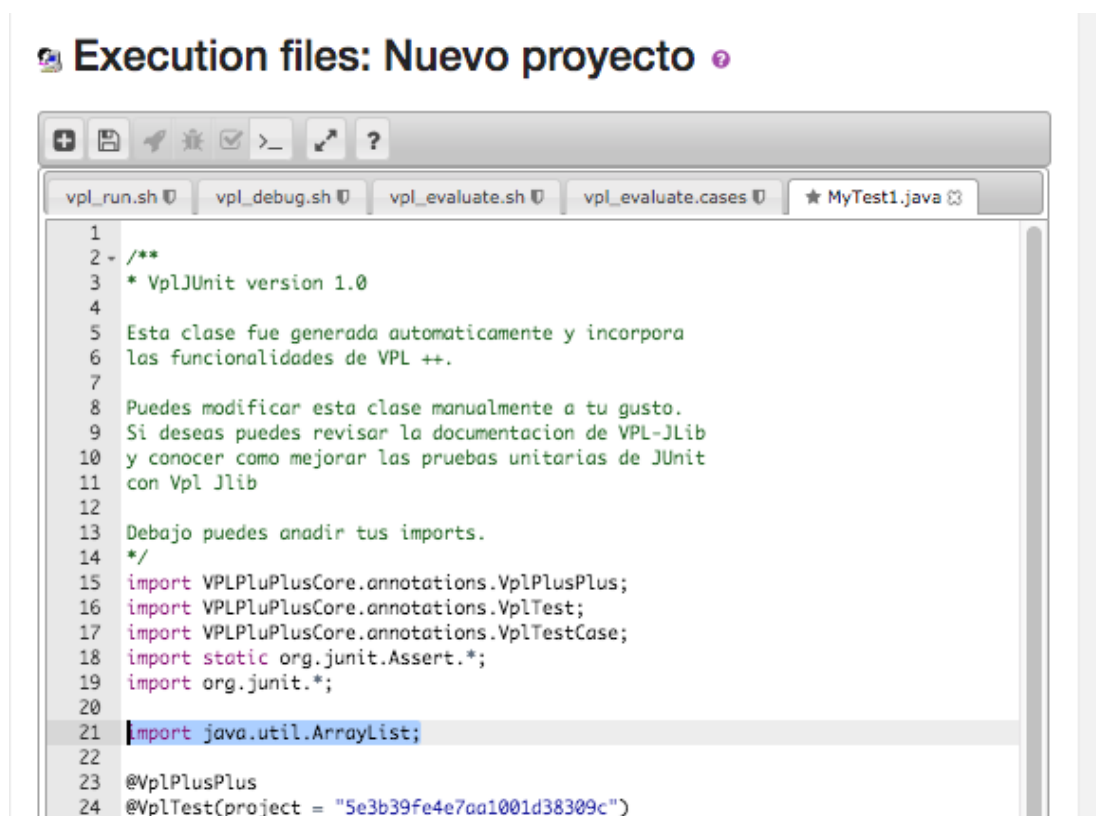 Execution files: Nuevo proyecto ?
>_ ?
vpl_run.sh vpl_debug.sh vpl_evaluate.sh vpl_evaluate.cases ★ MyTest1.java
1
2 /**
3 * VplJUnit version 1.0
4
5 Esta clase fue generada automaticamente y incorpora
6 las funcionalidades de VPL ++.
7
8 Puedes modificar esta clase manualmente a tu gusto.
9 Si deseas puedes revisar la documentacion de VPL-JLib
10 y conocer como mejorar las pruebas unitarias de JUnit
11 con Vpl Jlib
12
13 Debajo puedes anadir tus imports.
14 */
15 import VPLPluPlusCore.annotations.VplPlusPlus;
16 import VPLPluPlusCore.annotations.VplTest;
17 import VPLPluPlusCore.annotations.VplTestCase;
18 import static org.junit.Assert.*;
19 import org.junit.*;
20
21 import java.util.ArrayList;
22
23 @VplPlusPlus
24 @VplTest(project = "5e3b39fe4e7aa1001d38309c")